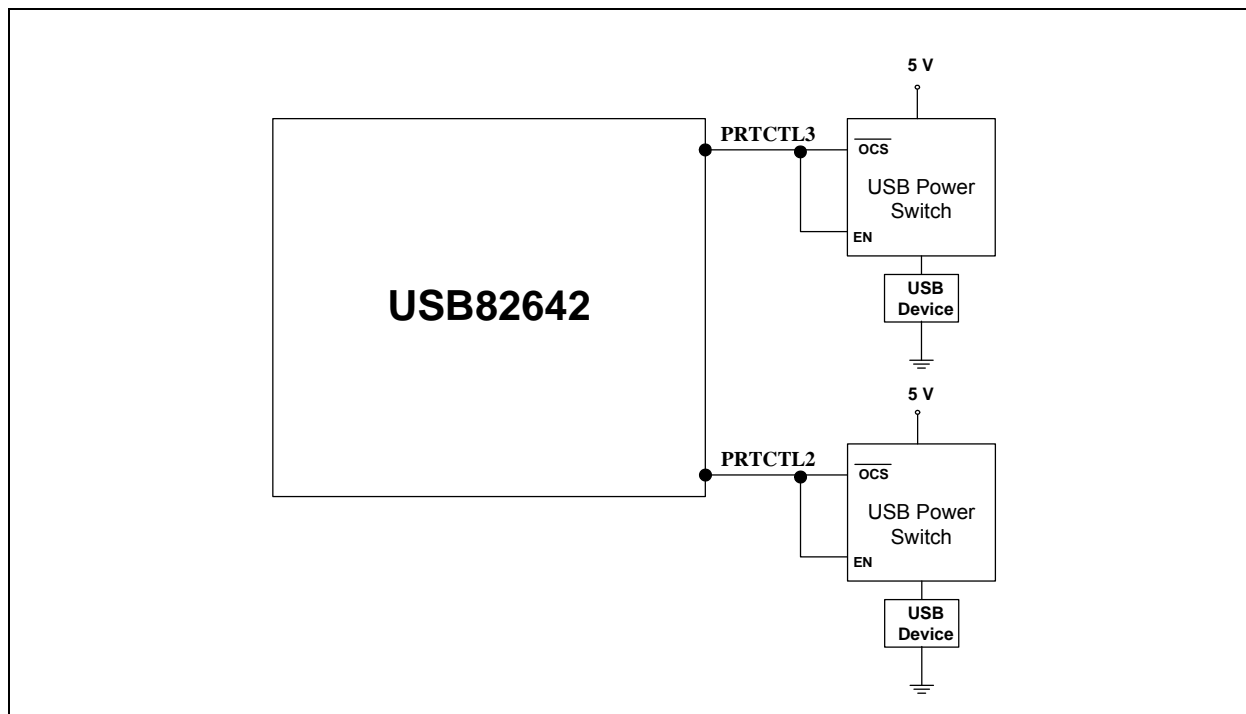 5 V
PRTCTL3
OCS
USB Power
Switch
EN
USB
Device
USB82642
5 V
PRTCTL2
OCS
USB Power
Switch
EN
USB
Device